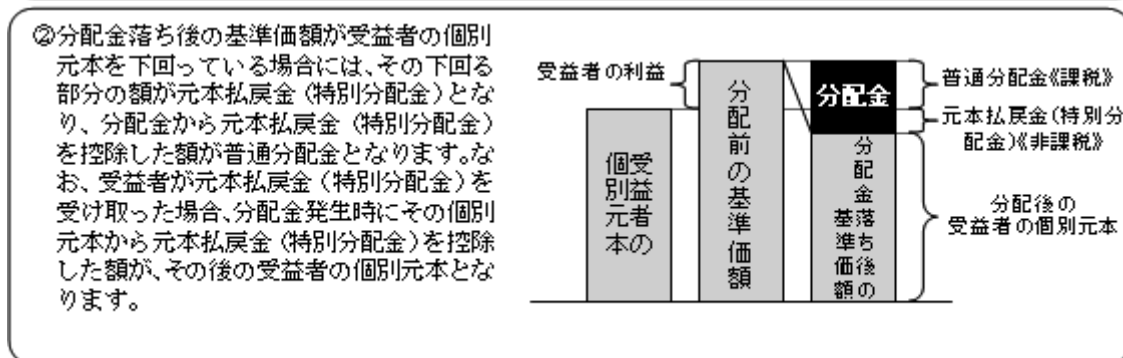 ②分配金落ち後の基準価額が受益者の個別
元本を下回っている場合には、その下回る
部分の額が元本払戻金（特別分配金）とな
り、分配金から元本払戻金（特別分配金）
を控除した額が普通分配金となります。な
お、受益者が元本払戻金（特別分配金）を
受け取った場合、分配金発生時にその個別
元本から元本払戻金（特別分配金）を控除
した額が、その後の受益者の個別元本とな
ります。
受益者の利益
受益者の
個別元本
分配前の基準価額
分配金
分配金落ち後の
基準価額
普通分配金《課税》
元本払戻金(特別分
配金)《非課税》
分配後の
受益者の個別元本